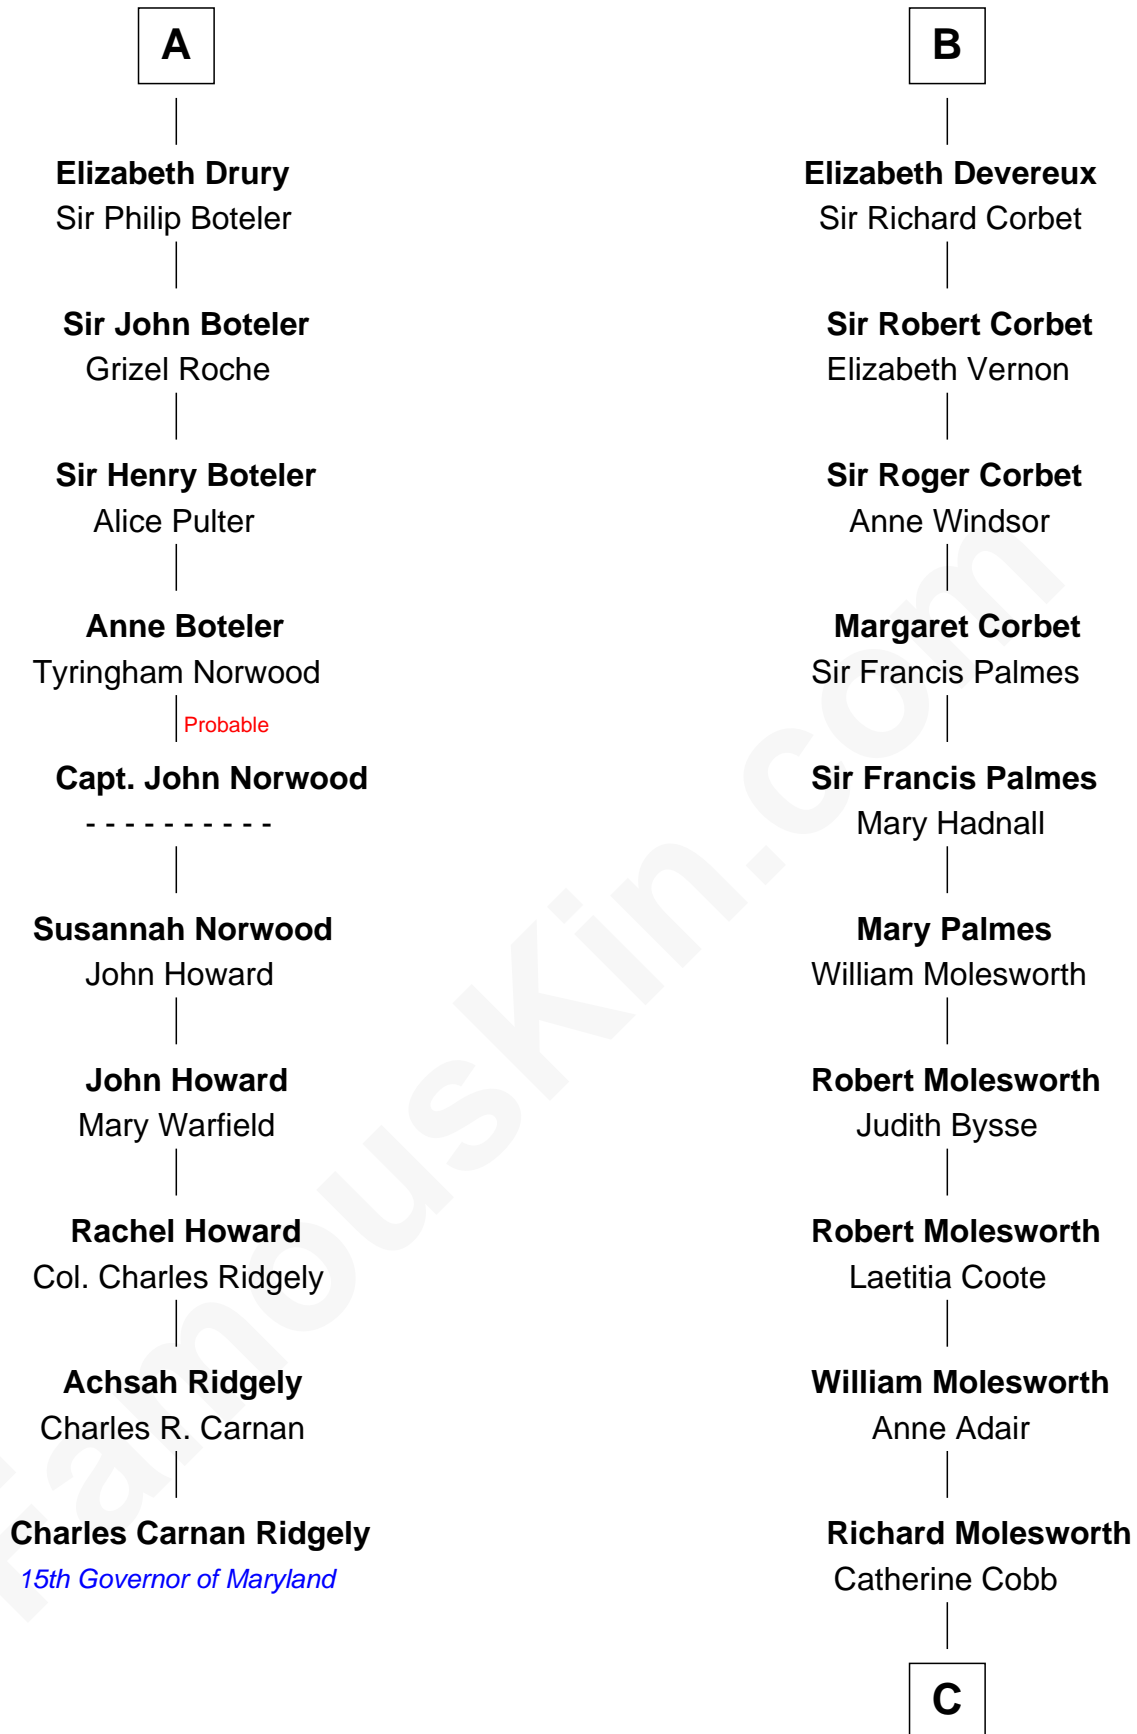 A
Elizabeth Drury
Sir Philip Boteler
Sir John Boteler
Grizel Roche
Sir Henry Boteler
Alice Pulter
Anne Boteler
Tyringham Norwood
Probable
Capt. John Norwood
- - - - - - - - - -
Susannah Norwood
John Howard
John Howard
Mary Warfield
Rachel Howard
Col. Charles Ridgely
Achsah Ridgely
Charles R. Carnan
Charles Carnan Ridgely
15th Governor of Maryland
B
Elizabeth Devereux
Sir Richard Corbet
Sir Robert Corbet
Elizabeth Vernon
Sir Roger Corbet
Anne Windsor
Margaret Corbet
Sir Francis Palmes
Sir Francis Palmes
Mary Hadnall
Mary Palmes
William Molesworth
Robert Molesworth
Judith Bysse
Robert Molesworth
Laetitia Coote
William Molesworth
Anne Adair
Richard Molesworth
Catherine Cobb
C
FamousKin.com